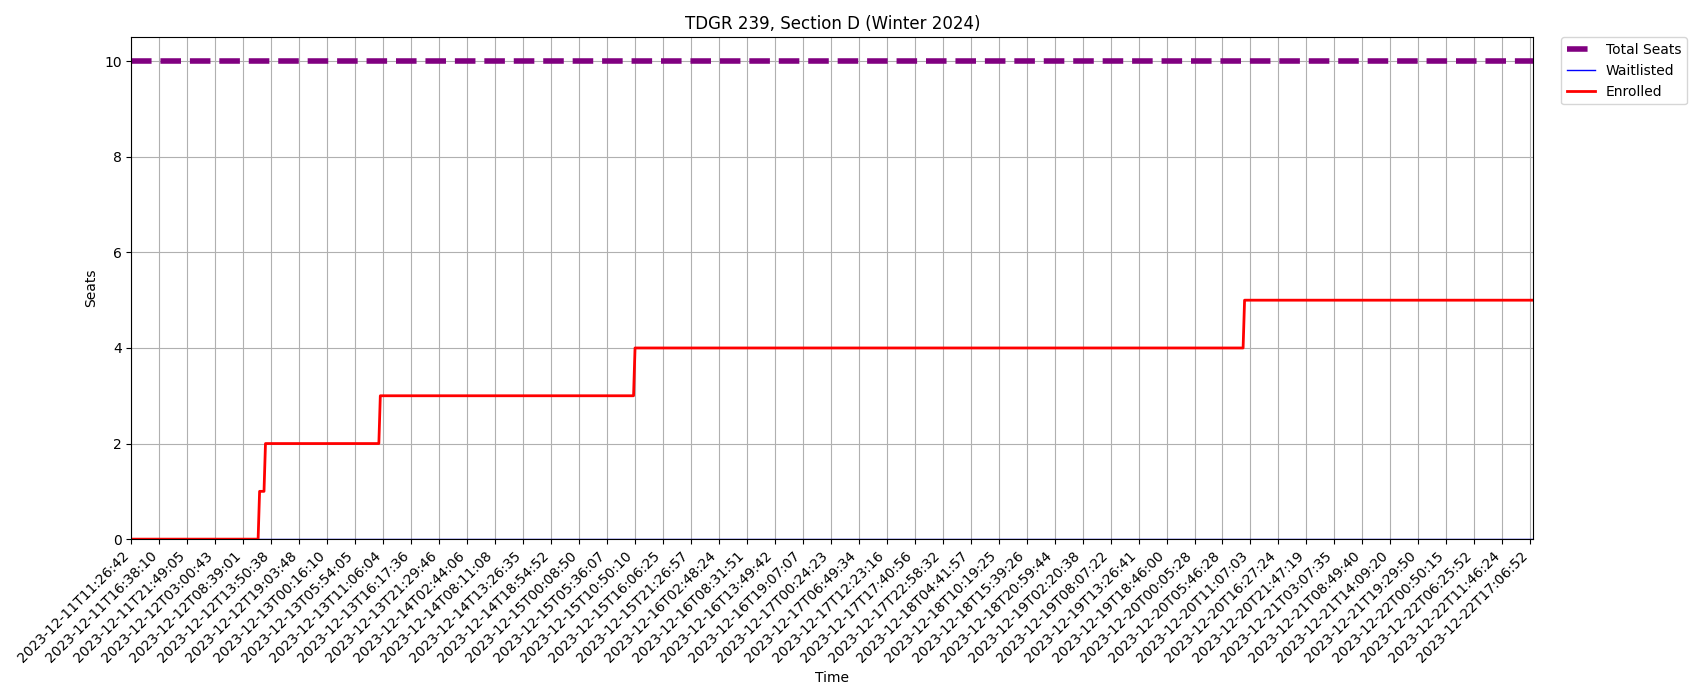 TDGR 239, Section D (Winter 2024)
Total Seats
Waitlisted
Enrolled
10
8
6
4
2
0
Seats
2023-12-11T11:26:42
2023-12-11T16:38:10
2023-12-11T21:49:05
2023-12-12T03:00:43
2023-12-12T08:39:01
2023-12-12T13:50:38
2023-12-12T19:03:48
2023-12-13T00:16:10
2023-12-13T05:54:05
2023-12-13T11:06:04
2023-12-13T16:17:36
2023-12-13T21:29:46
2023-12-14T02:44:06
2023-12-14T08:11:08
2023-12-14T13:26:35
2023-12-14T18:54:52
2023-12-15T00:08:50
2023-12-15T05:36:07
2023-12-15T10:50:10
2023-12-15T16:06:25
2023-12-15T21:26:57
2023-12-16T02:48:24
2023-12-16T08:31:51
2023-12-16T13:49:42
2023-12-16T19:07:07
2023-12-17T00:24:23
2023-12-17T06:49:34
2023-12-17T12:23:16
2023-12-17T17:40:56
2023-12-17T22:58:32
2023-12-18T04:41:57
2023-12-18T10:19:25
2023-12-18T15:39:26
2023-12-18T20:59:44
2023-12-19T02:20:38
2023-12-19T08:07:22
2023-12-19T13:26:41
2023-12-19T18:46:00
2023-12-20T00:05:28
2023-12-20T05:46:28
2023-12-20T11:07:03
2023-12-20T16:27:24
2023-12-20T21:47:19
2023-12-21T03:07:35
2023-12-21T08:49:40
2023-12-21T14:09:20
2023-12-21T19:29:50
2023-12-22T00:50:15
2023-12-22T06:25:52
2023-12-22T11:46:24
2023-12-22T17:06:52
Time